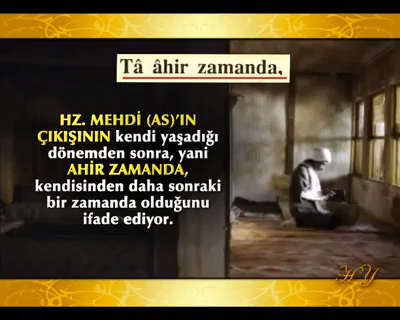 Tâ âhir zamanda,
HZ. MEHDİ (AS)'IN
ÇIKIŞININ kendi yaşadığı
dönemden sonra, yani
AHİR ZAMANDA,
kendisinden daha sonraki
bir zamanda olduğunu
ifade ediyor.
HY